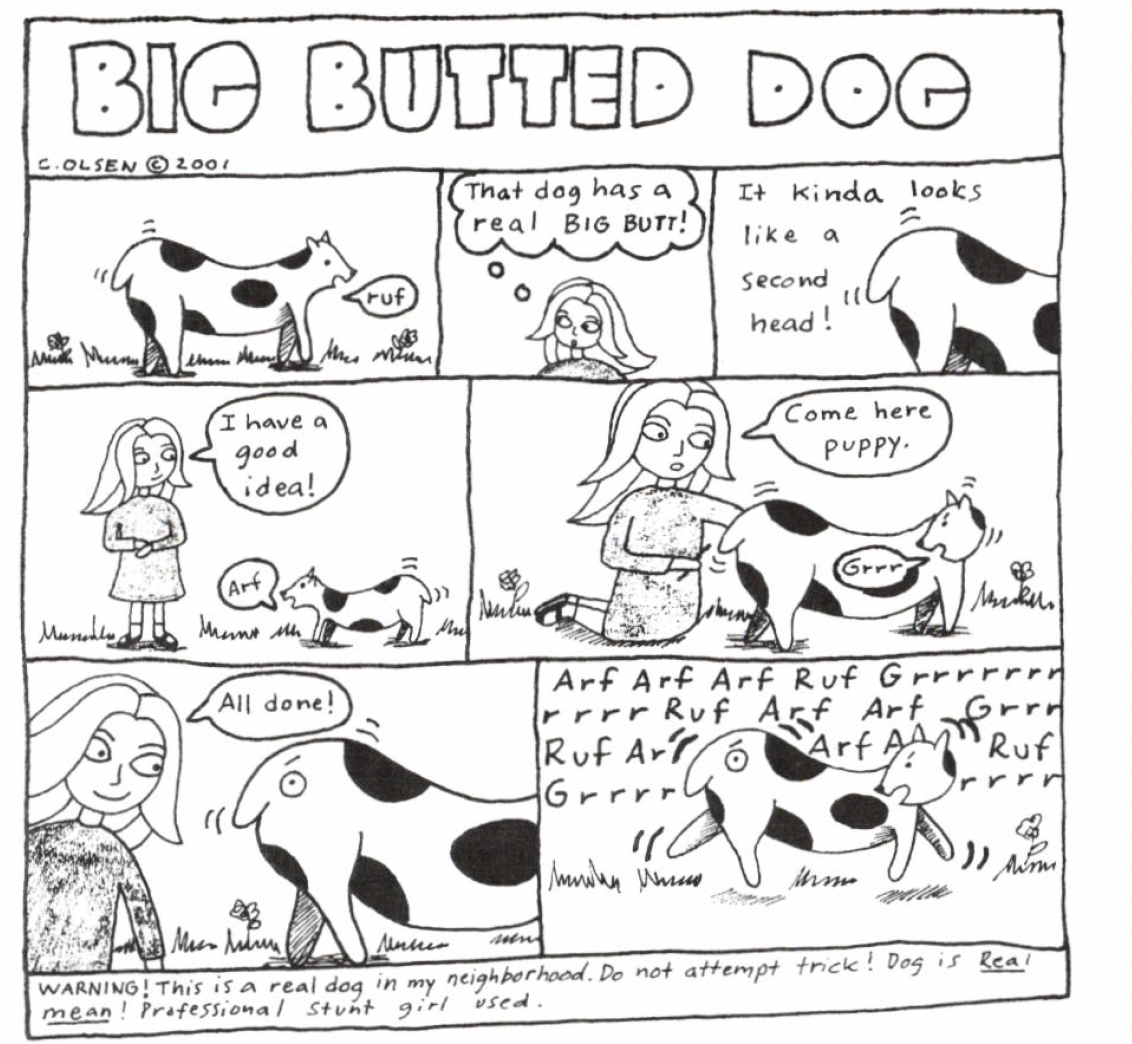 BIG BUTTED DOG
C. OLSEN © 2001
ruf
That dog has a
real BIG BUTT!
It kinda looks
like a
second
head!
I have a
good
idea!
Arf
Come here
puppy.
Grrr
All done!
Arf Arf Arf Ruf Grrrrrrr
rrrr Ruf Arf Arf Grrr
Ruf Arf Arf Ruf
Grrrr rrrr
WARNING! This is a real dog in my neighborhood. Do not attempt trick! Dog is Real
mean! Professional Stunt girl used.